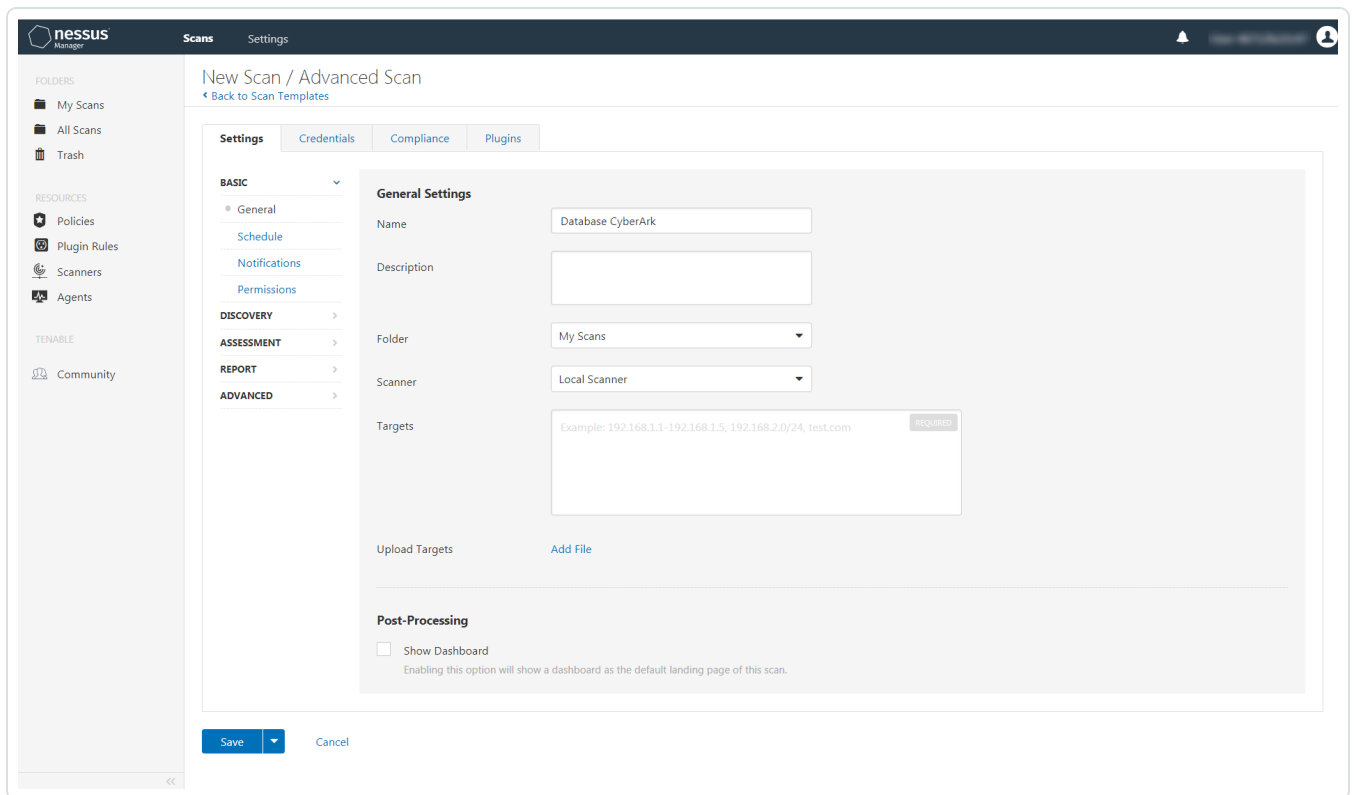 nessus
Manager
Scans
Settings
FOLDERS
My Scans
All Scans
Trash
RESOURCES
Policies
Plugin Rules
Scanners
Agents
TENABLE
Community
New Scan / Advanced Scan
Back to Scan Templates
Settings
Credentials
Compliance
Plugins
BASIC
General
Schedule
Notifications
Permissions
DISCOVERY
ASSESSMENT
REPORT
ADVANCED
General Settings
Name
Database CyberArk
Description
Folder
My Scans
Scanner
Local Scanner
Targets
Example: 192.168.1.1-192.168.1.5, 192.168.2.0/24, test.com
REQUIRED
Upload Targets
Add File
Post-Processing
Show Dashboard
Enabling this option will show a dashboard as the default landing page of this scan.
Save
Cancel